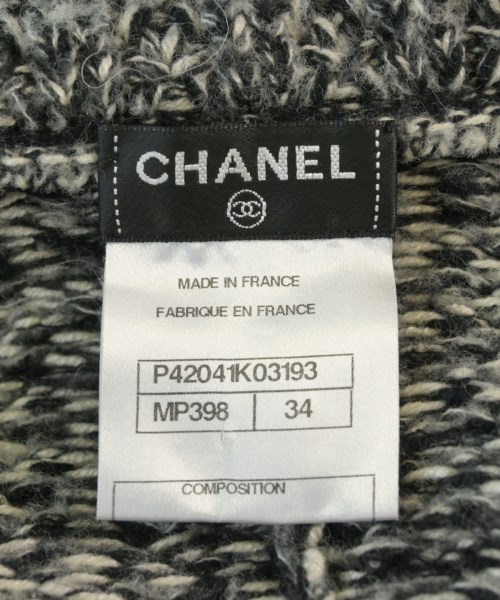 CHANEL
MADE IN FRANCE
FABRIQUE EN FRANCE
P42041K03193
MP398 34
COMPOSITION